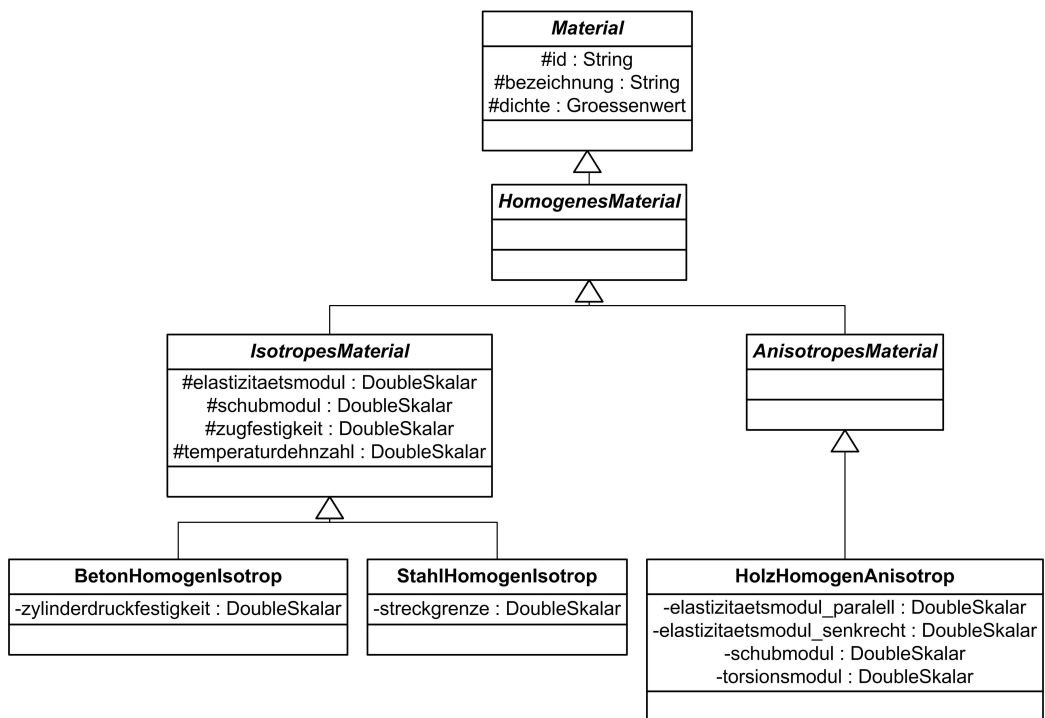 Material
#id : String
#bezeichnung : String
#dichte : Groessenwert
HomogenesMaterial
IsotropesMaterial
#elastizitaetsmodul : DoubleSkalar
#schubmodul : DoubleSkalar
#zugfestigkeit : DoubleSkalar
#temperaturdehnzahl : DoubleSkalar
AnisotropesMaterial
BetonHomogenIsotrop
-zylinderdruckfestigkeit : DoubleSkalar
StahlHomogenIsotrop
-streckgrenze : DoubleSkalar
HolzHomogenAnisotrop
-elastizitaetsmodul_paralell : DoubleSkalar
-elastizitaetsmodul_senkrecht : DoubleSkalar
-schubmodul : DoubleSkalar
-torsionsmodul : DoubleSkalar